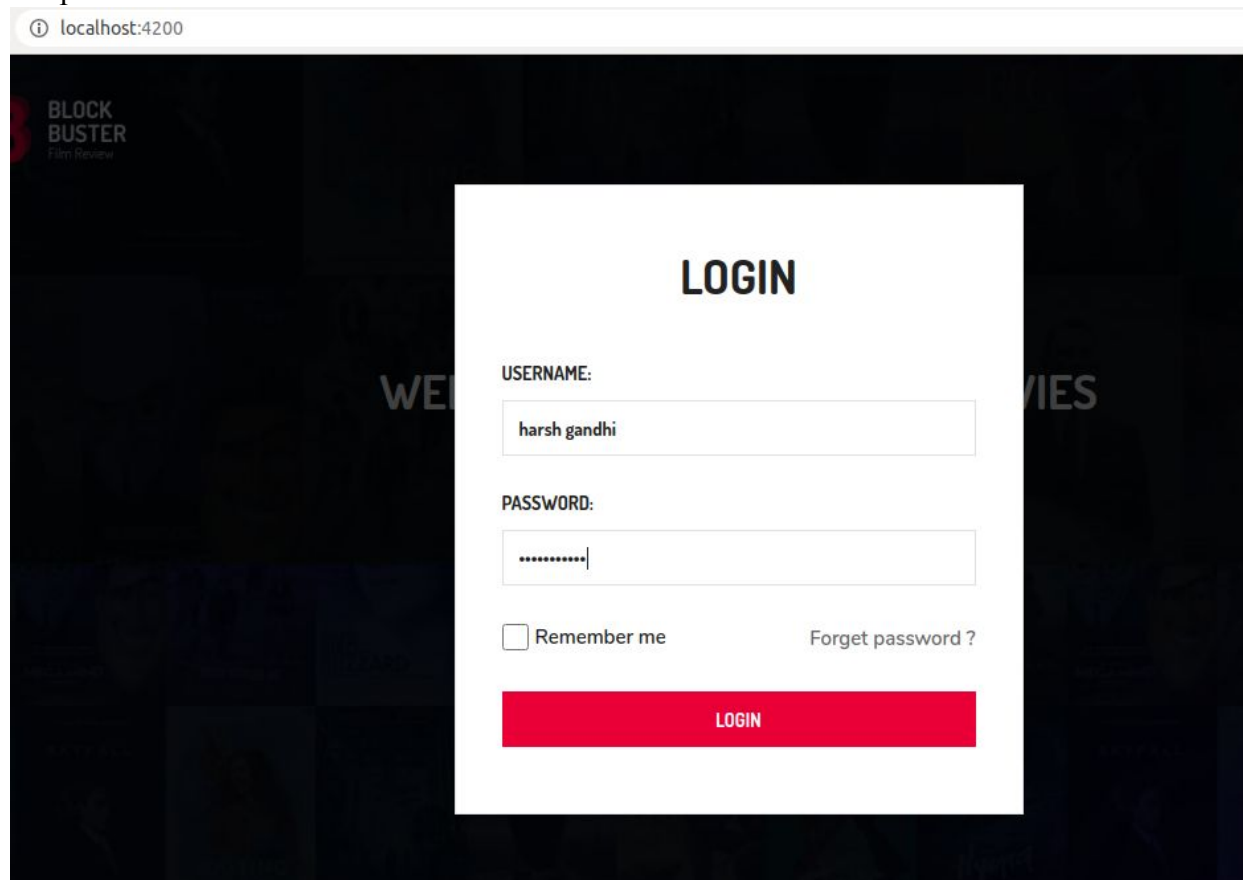 localhost:4200
BLOCK
BUSTER
Film Review
LOGIN
USERNAME:
harsh gandhi
PASSWORD:
•••••••••••
Remember me
Forget password ?
LOGIN